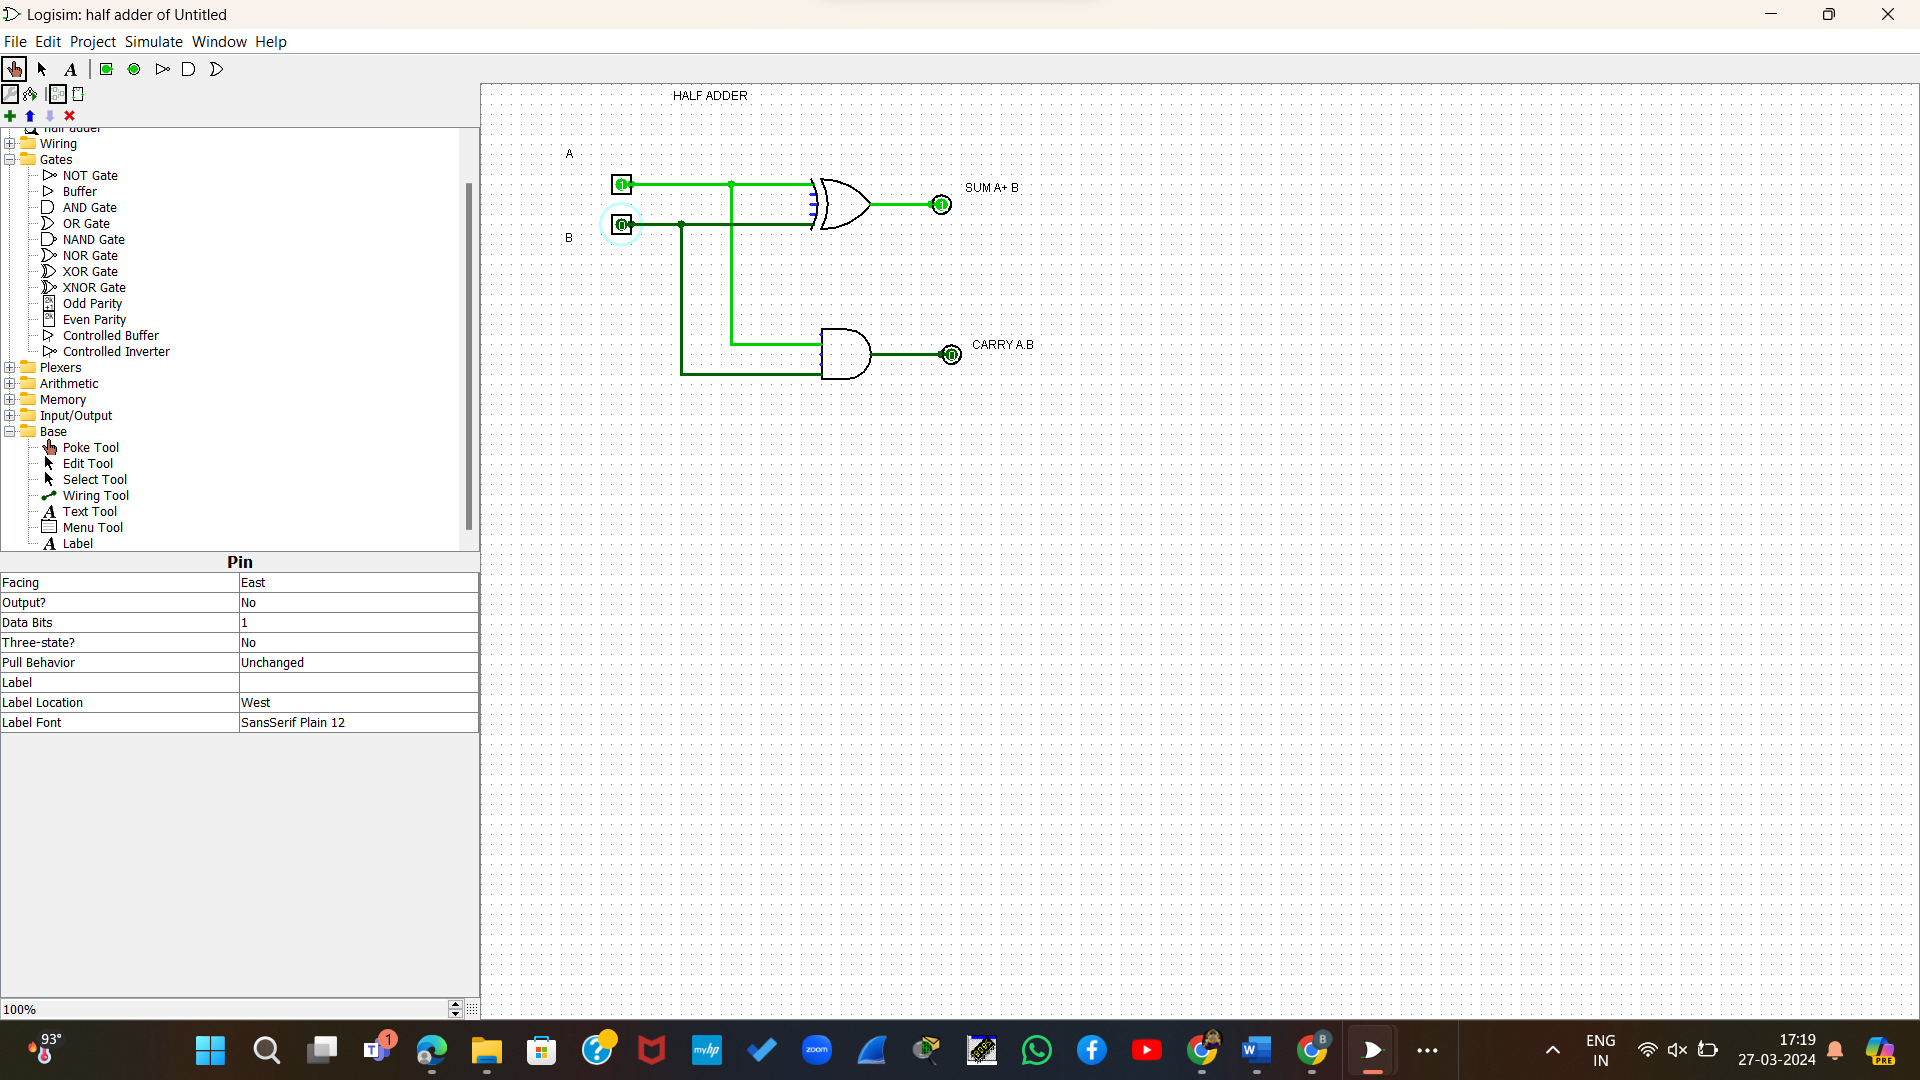 Logisim: half adder of Untitled
File Edit Project Simulate Window Help
A
half adder
Wiring
Gates
NOT Gate
Buffer
AND Gate
OR Gate
NAND Gate
NOR Gate
XOR Gate
XNOR Gate
Odd Parity
Even Parity
Controlled Buffer
Controlled Inverter
Plexers
Arithmetic
Memory
Input/Output
Base
Poke Tool
Edit Tool
Select Tool
Wiring Tool
A Text Tool
Menu Tool
A Label
Pin
Facing East
Output? No
Data Bits 1
Three-state? No
Pull Behavior Unchanged
Label
Label Location West
Label Font SansSerif Plain 12
100%
HALF ADDER
A
1
SUM A+ B
1
0
B
CARRY A.B
0
93°
T 1
myhp
zoom
W
B
ENG
IN
17:19
27-03-2024
PRE